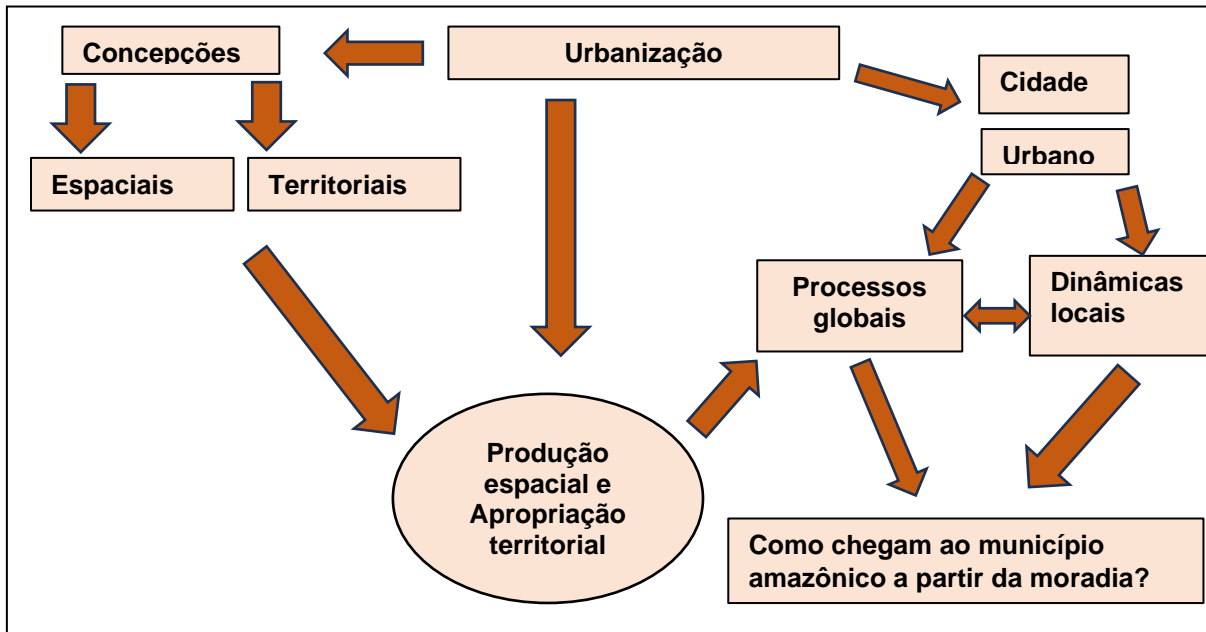 Concepções
Urbanização
Cidade
Urbano
Espaciais
Territoriais
Processos
globais
Dinâmicas
locais
Produção
espacial e
Apropriação
territorial
Como chegam ao município
amazônico a partir da moradia?